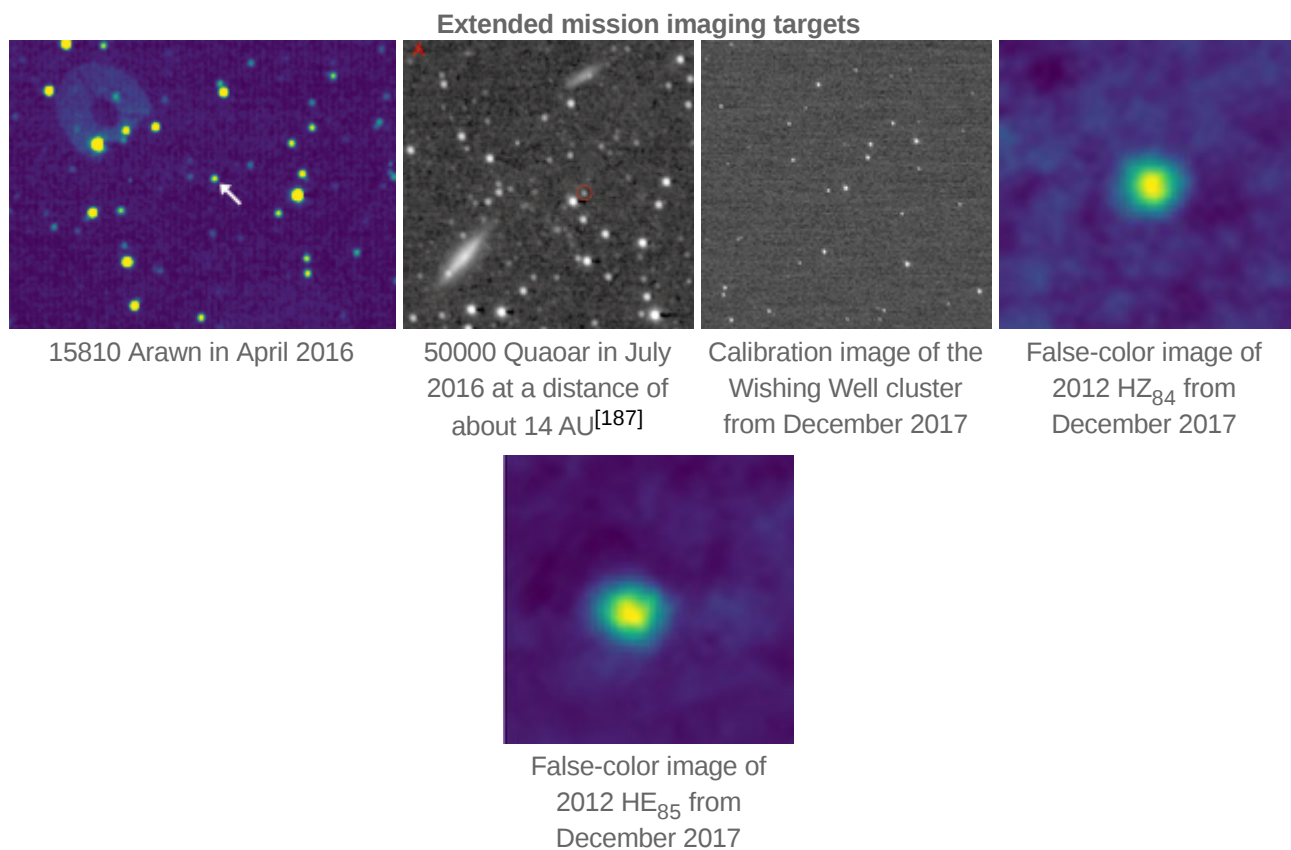 Extended mission imaging targets
A
15810 Arawn in April 2016
50000 Quaoar in July
2016 at a distance of
about 14 AU[187]
Calibration image of the
Wishing Well cluster
from December 2017
False-color image of
2012 HZ84 from
December 2017
False-color image of
2012 HE85 from
December 2017